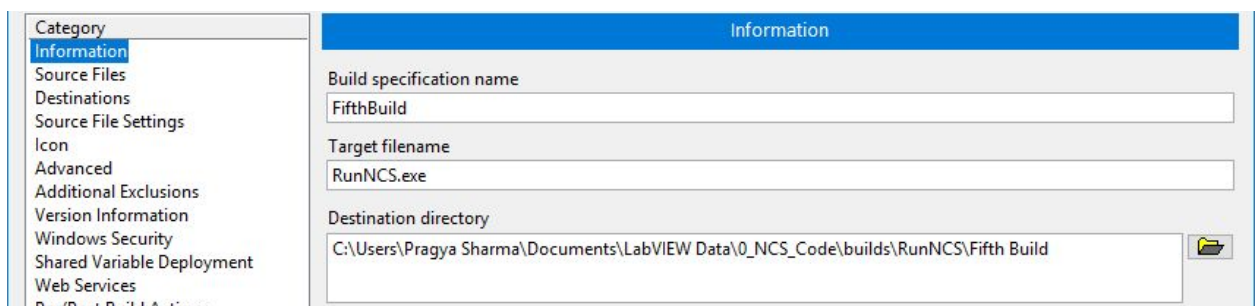 Category
Information
Source Files
Destinations
Source File Settings
Icon
Advanced
Additional Exclusions
Version Information
Windows Security
Shared Variable Deployment
Web Services
Information
Build specification name
FifthBuild
Target filename
RunNCS.exe
Destination directory
C:\Users\Pragya Sharma\Documents\LabVIEW Data\0_NCS_Code\builds\RunNCS\Fifth Build